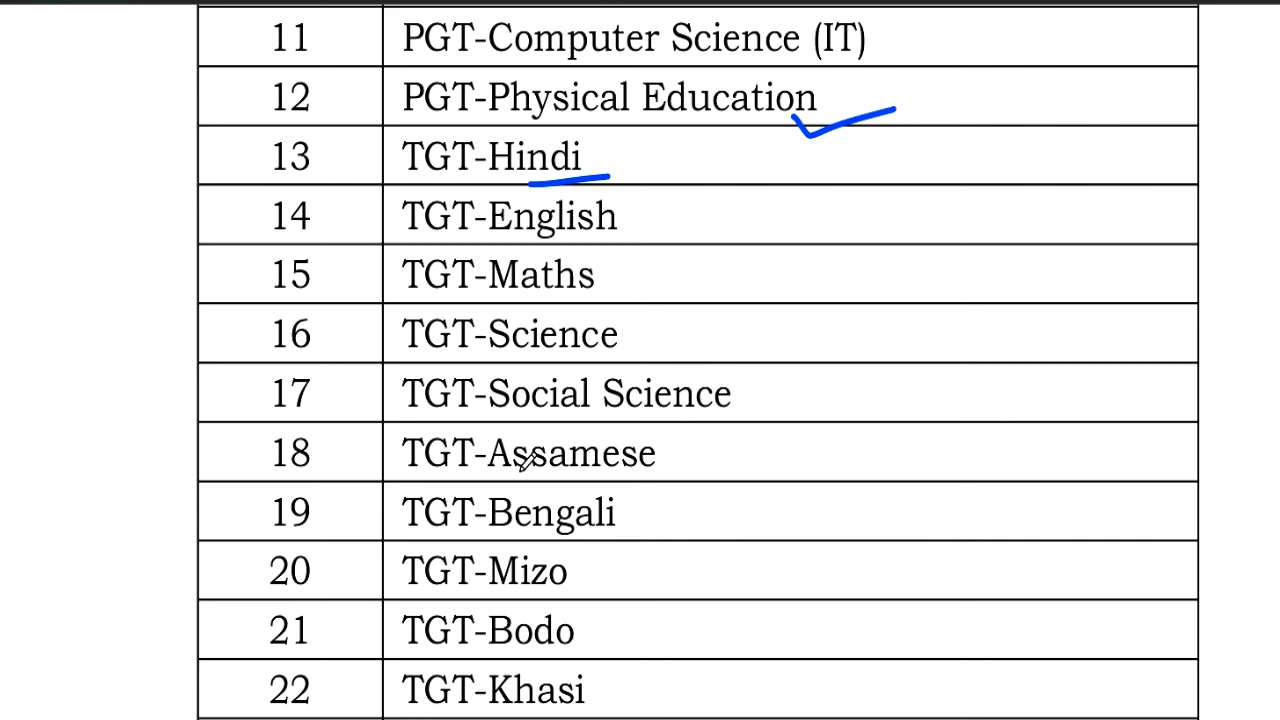 11 PGT-Computer Science (IT)
12 PGT-Physical Education
13 TGT-Hindi
14 TGT-English
15 TGT-Maths
16 TGT-Science
17 TGT-Social Science
18 TGT-Assamese
19 TGT-Bengali
20 TGT-Mizo
21 TGT-Bodo
22 TGT-Khasi